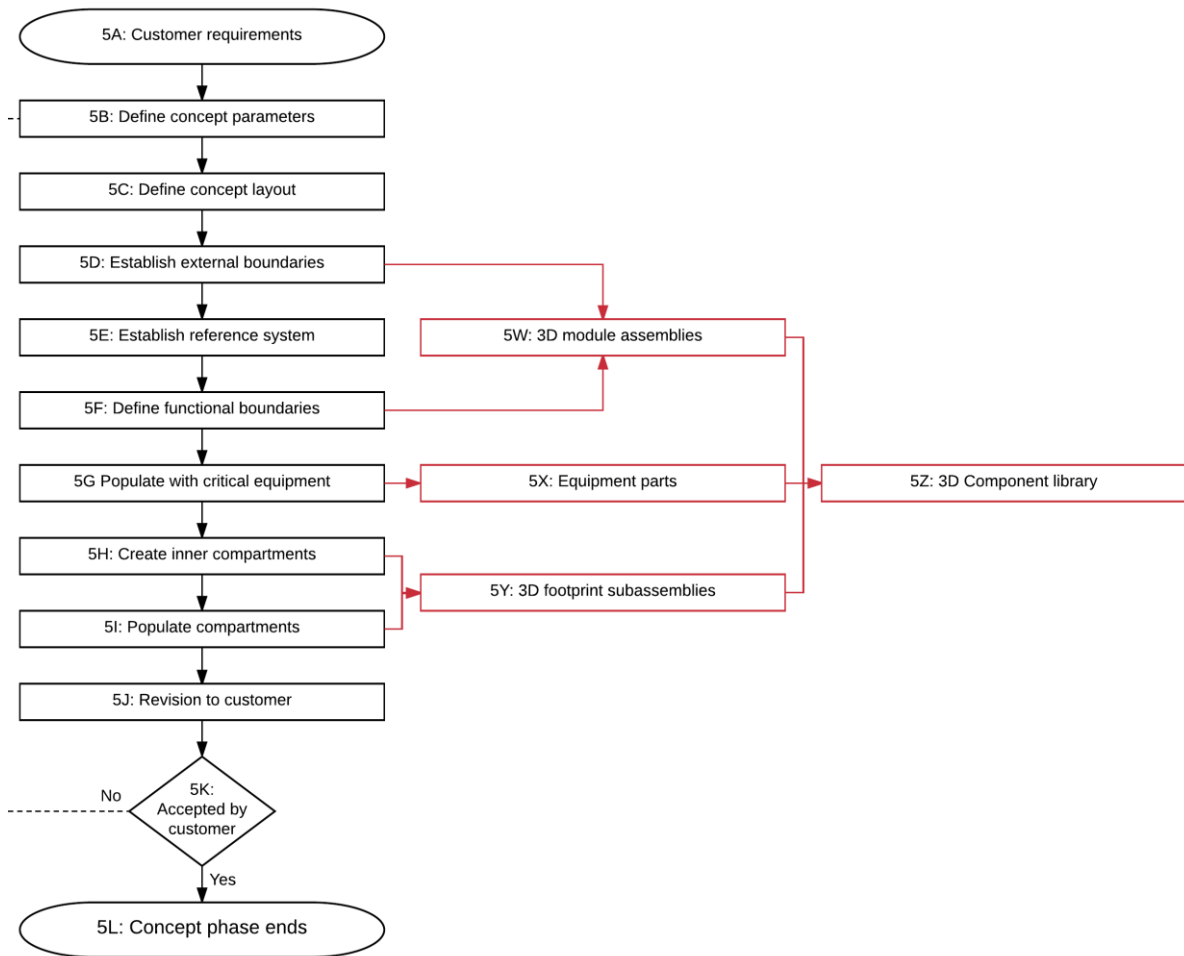 5A: Customer requirements
5B: Define concept parameters
5C: Define concept layout
5D: Establish external boundaries
5E: Establish reference system
5W: 3D module assemblies
5F: Define functional boundaries
5G Populate with critical equipment
5X: Equipment parts
5Z: 3D Component library
5H: Create inner compartments
5Y: 3D footprint subassemblies
5I: Populate compartments
5J: Revision to customer
No
5K:
Accepted by
customer
Yes
5L: Concept phase ends